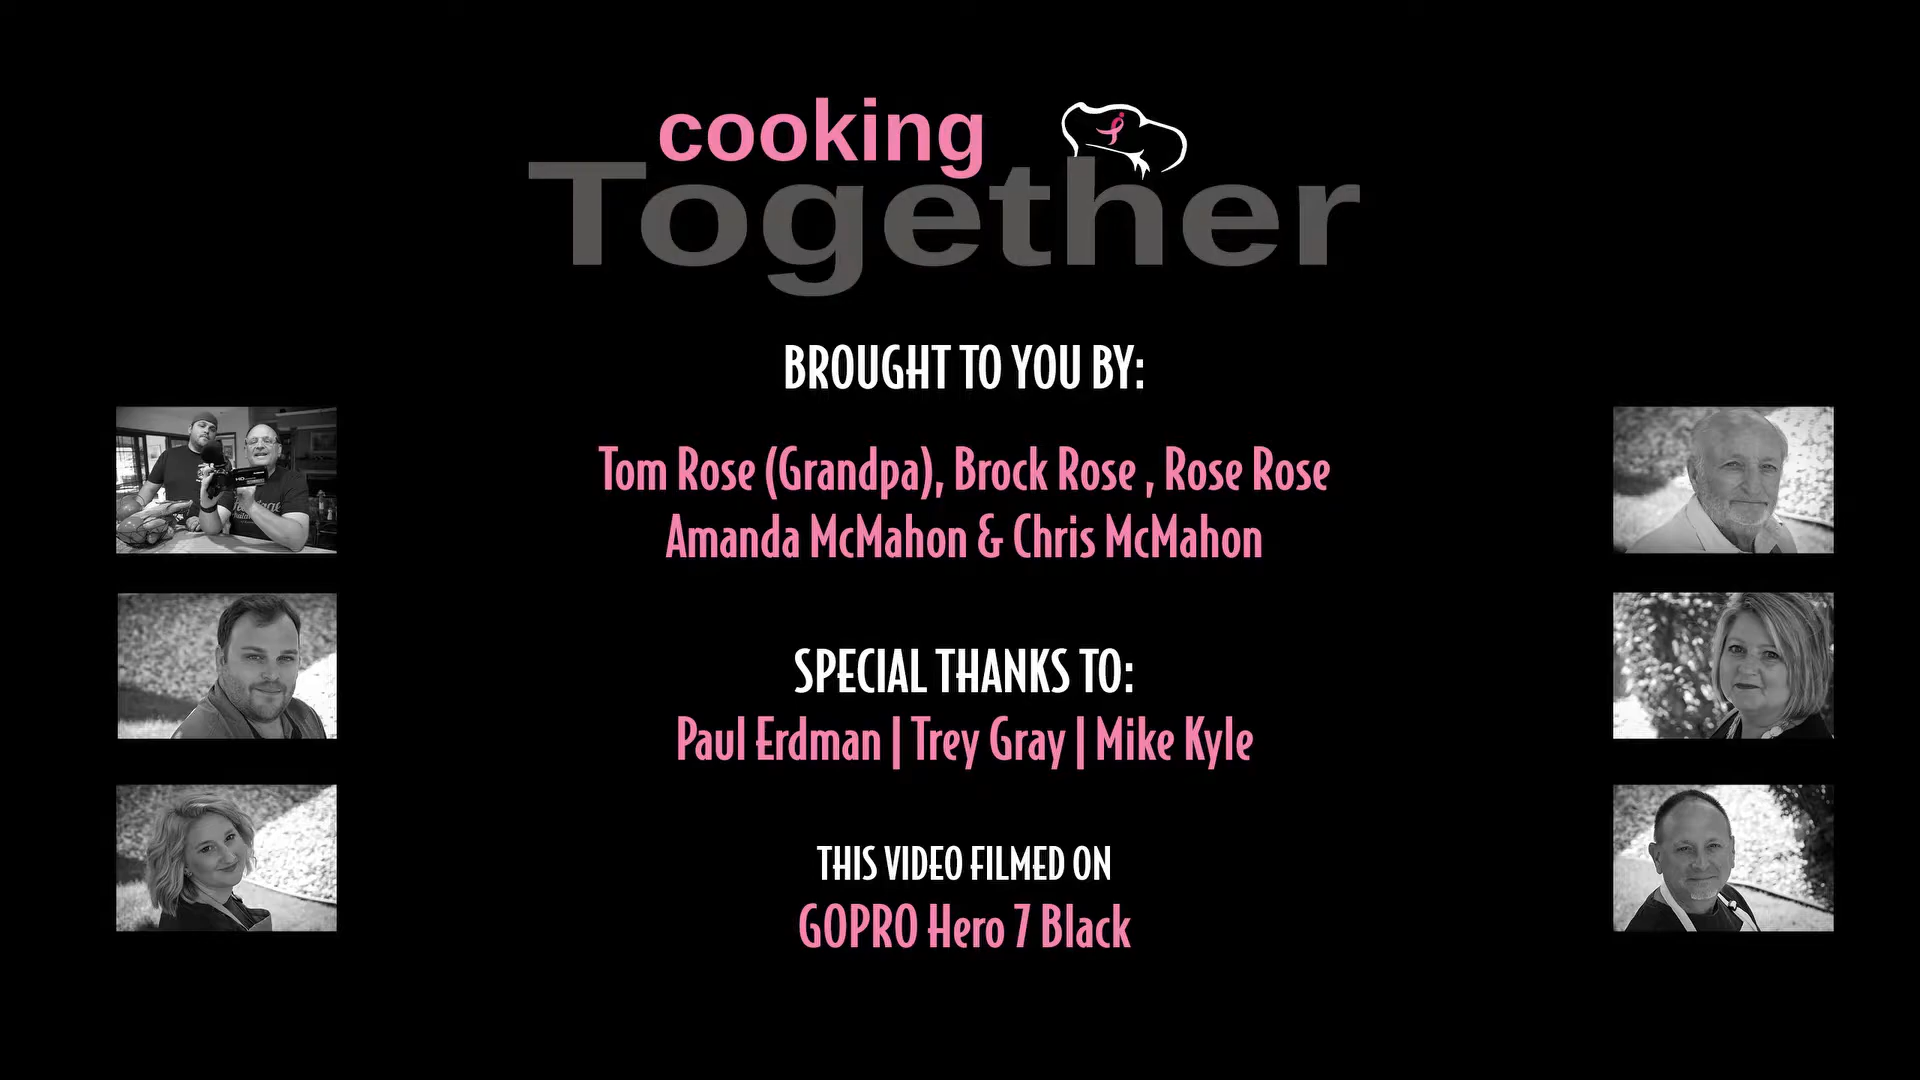 cooking
Together
BROUGHT TO YOU BY:
Tom Rose (Grandpa), Brock Rose , Rose Rose
Amanda McMahon & Chris McMahon
SPECIAL THANKS TO:
Paul Erdman | Trey Gray | Mike Kyle
THIS VIDEO FILMED ON
GOPRO Hero 7 Black